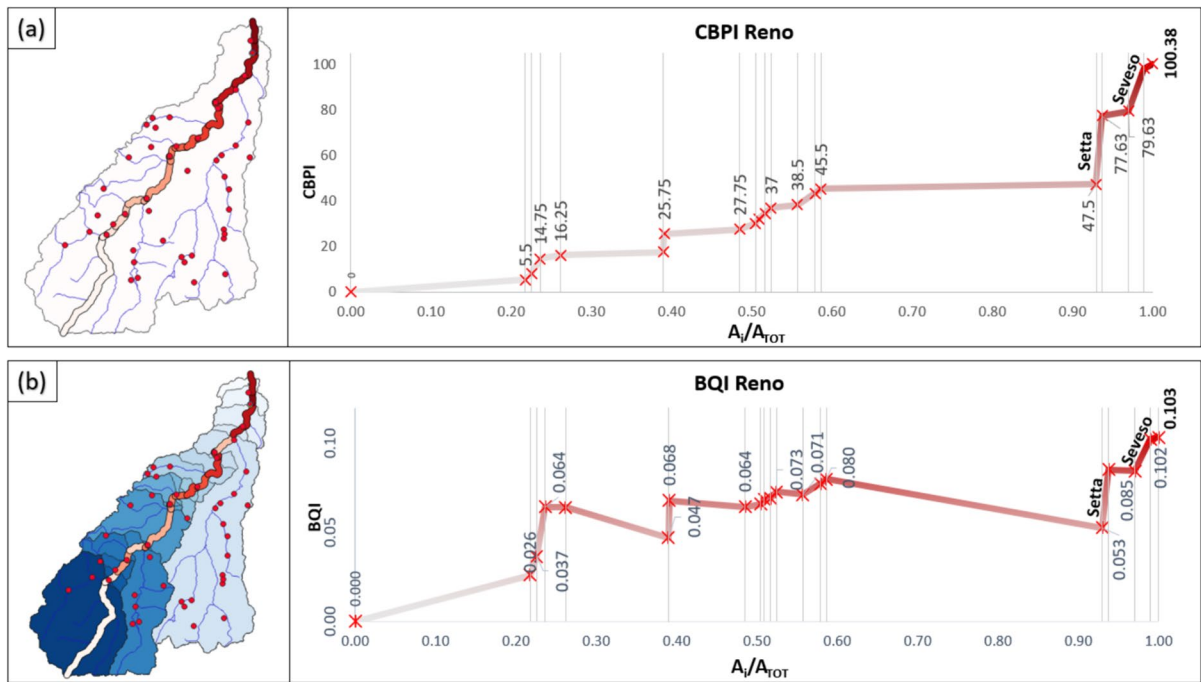 (a)
CBPI Reno
CBPI
100
80
60
40
20
0
0
5.5
14.75
16.25
25.75
27.75
37
38.5
45.5
47.5
Setta
77.63
79.63
Seveso
100.38
0.00 0.10 0.20 0.30 0.40 0.50 0.60 0.70 0.80 0.90 1.00
Ai/ATOT
(b)
BQI Reno
BQI
0.10
0.05
0.00
0.000
0.026
0.037
0.064
0.068
0.047
0.064
0.073
0.071
0.080
Setta
0.053
0.085
Seveso
0.102
0.103
0.00 0.10 0.20 0.30 0.40 0.50 0.60 0.70 0.80 0.90 1.00
Ai/ATOT